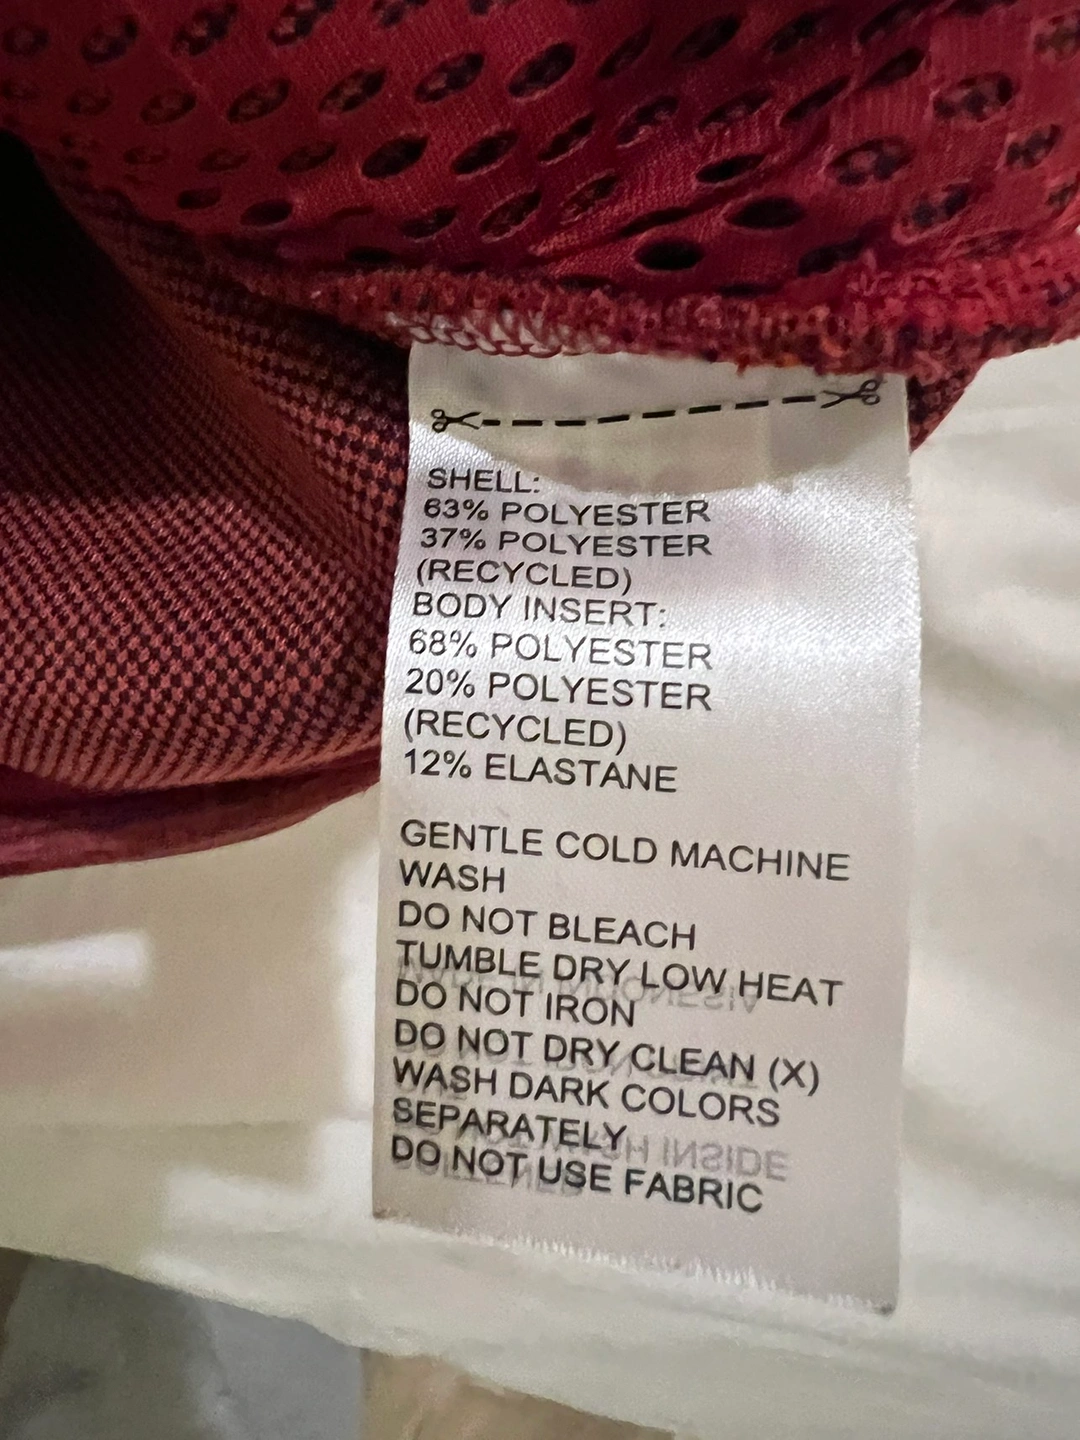 SHELL:
63% POLYESTER
37% POLYESTER
(RECYCLED)
BODY INSERT:
68% POLYESTER
20% POLYESTER
(RECYCLED)
12% ELASTANE
GENTLE COLD MACHINE
WASH
DO NOT BLEACH
TUMBLE DRY LOW HEAT
DO NOT IRON
DO NOT DRY CLEAN (X)
WASH DARK COLORS
SEPARATELY
DO NOT USE FABRIC